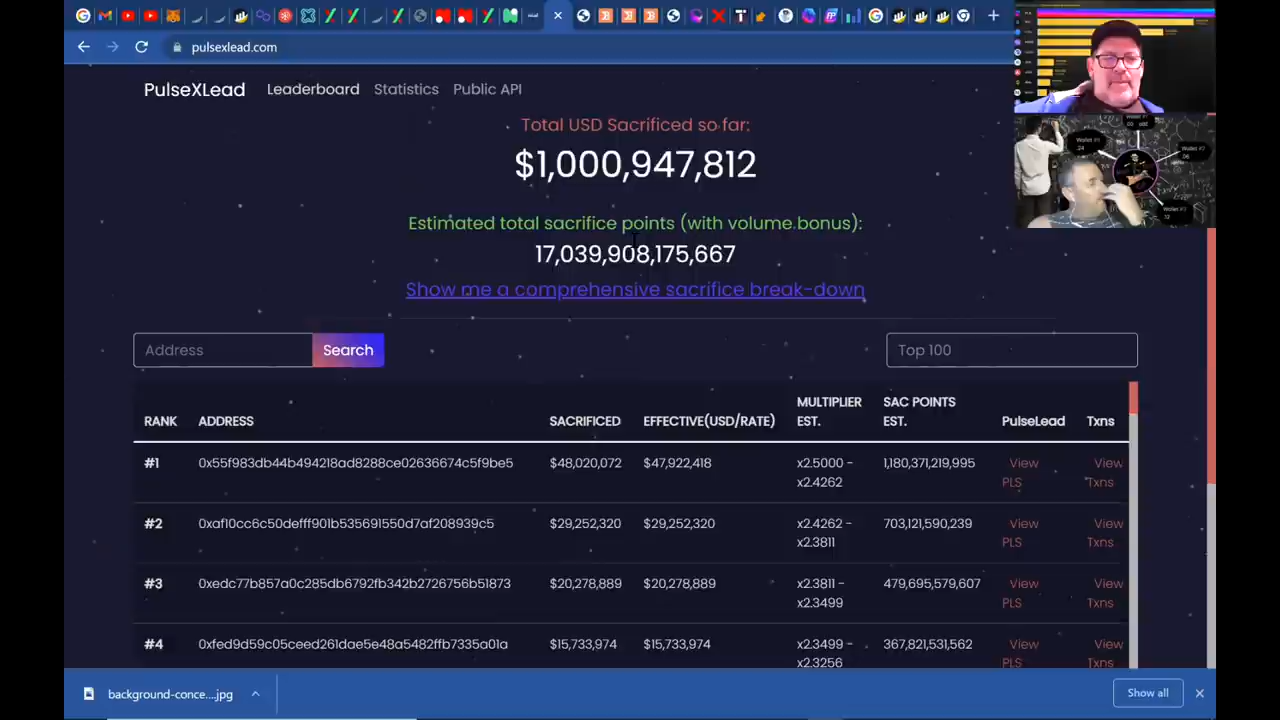 pulsexlead.com
PulseXLead Leaderboard Statistics Public API
Total USD Sacrificed so far:
$1,000,947,812
Estimated total sacrifice points (with volume bonus):
17,039,908,175,667
Show me a comprehensive sacrifice break-down
Address Search Top 100
RANK ADDRESS SACRIFICED EFFECTIVE(USD/RATE) MULTIPLIER EST. SAC POINTS EST. PulseLead Txns
#1 0x55f983db44b494218ad8288ce02636674c5f9be5 $48,020,072 $47,922,418 x2.5000 - 1,180,371,219,995 View View
x2.4262 PLS Txns
#2 0xaf10cc6c50defff901b535691550d7af208939c5 $29,252,320 $29,252,320 x2.4262 - 703,121,590,239 View View
x2.3811 PLS Txns
#3 0xedc77b857a0c285db6792fb342b2726756b51873 $20,278,889 $20,278,889 x2.3811 - 479,695,579,607 View View
x2.3499 PLS Txns
#4 0xfed9d59c05ceed261dae5e48a5482ffb7335a01a $15,733,974 $15,733,974 x2.3499 - 367,821,531,562 View View
x2.3256 PLS Txns
background-conce....jpg Show all